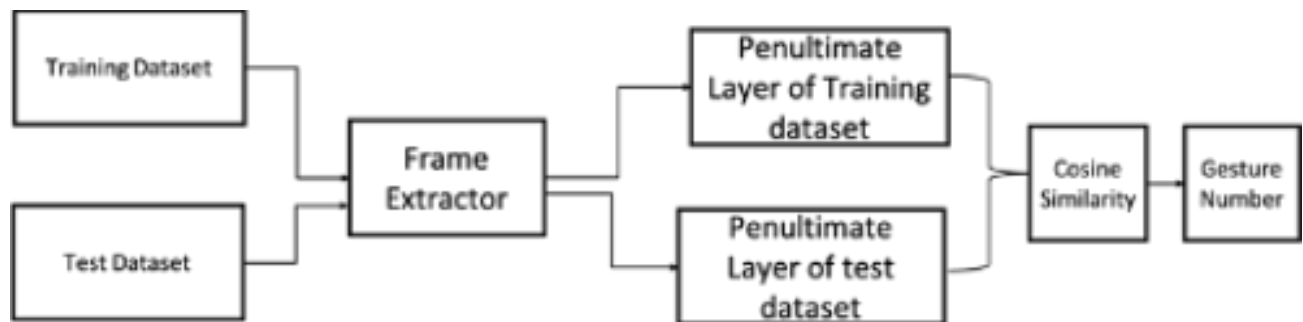 Training Dataset
Test Dataset
Frame
Extractor
Penultimate
Layer of Training
dataset
Penultimate
Layer of test
dataset
Cosine
Similarity
Gesture
Number